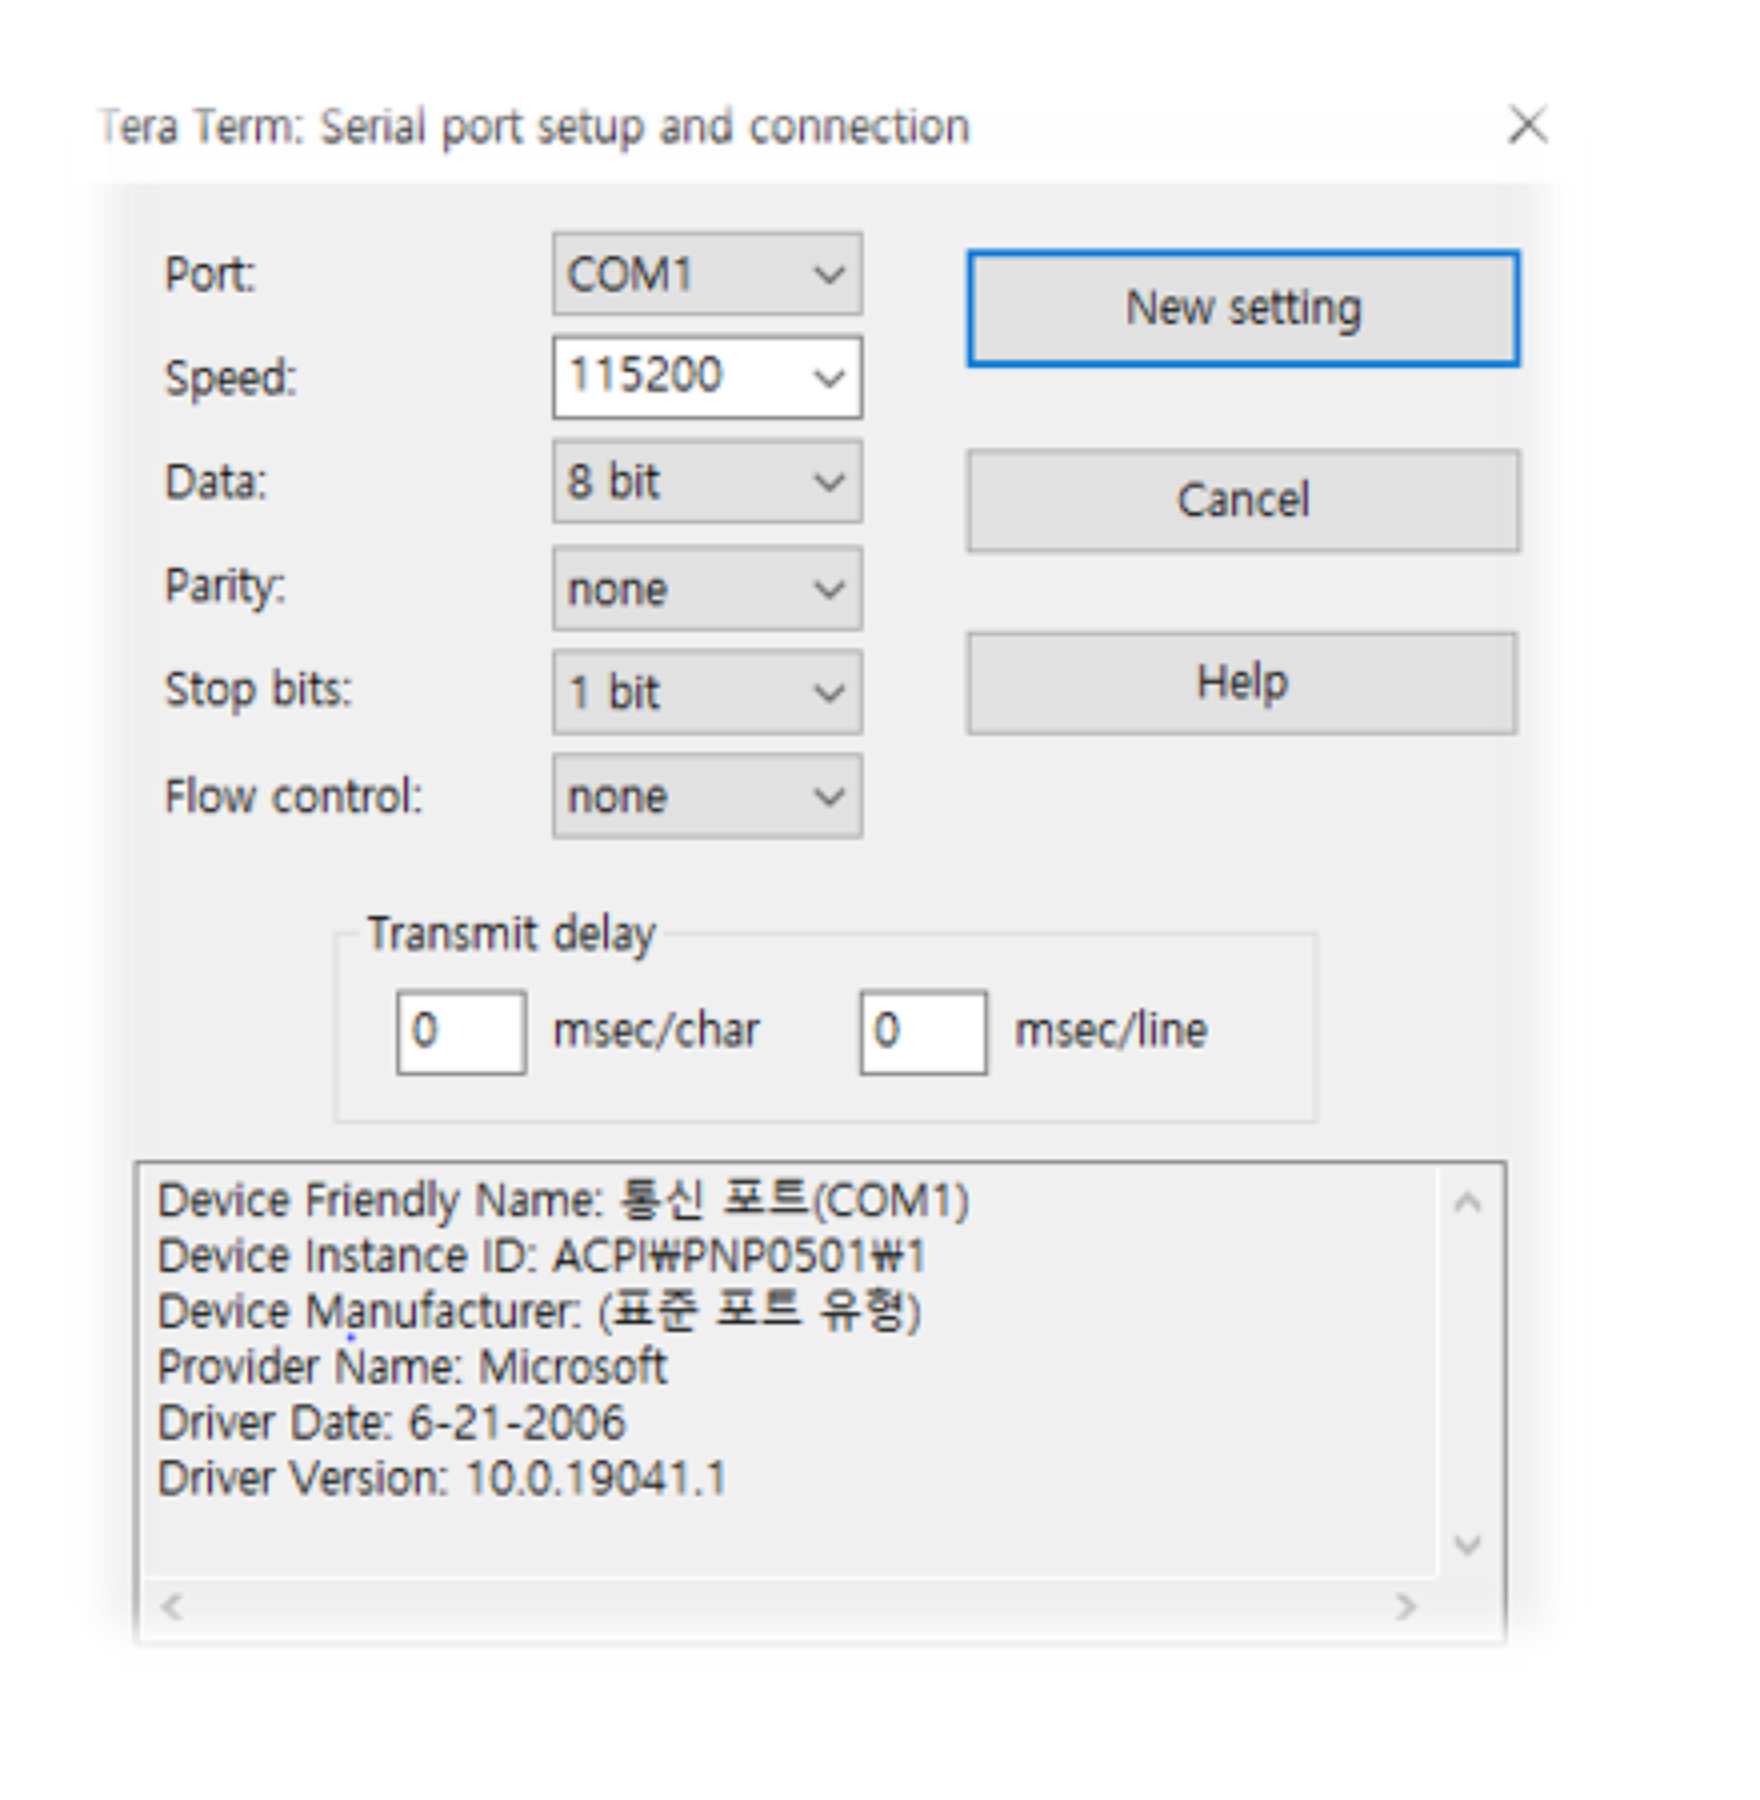 Tera Term: Serial port setup and connection
Port: COM1
New setting
Speed: 115200
Data: 8 bit
Cancel
Parity: none
Stop bits: 1 bit
Help
Flow control: none
Transmit delay
0 msec/char 0 msec/line
Device Friendly Name: 통신 포트(COM1)
Device Instance ID: ACPI₩PNP0501₩1
Device Manufacturer: (표준 포트 유형)
Provider Name: Microsoft
Driver Date: 6-21-2006
Driver Version: 10.0.19041.1